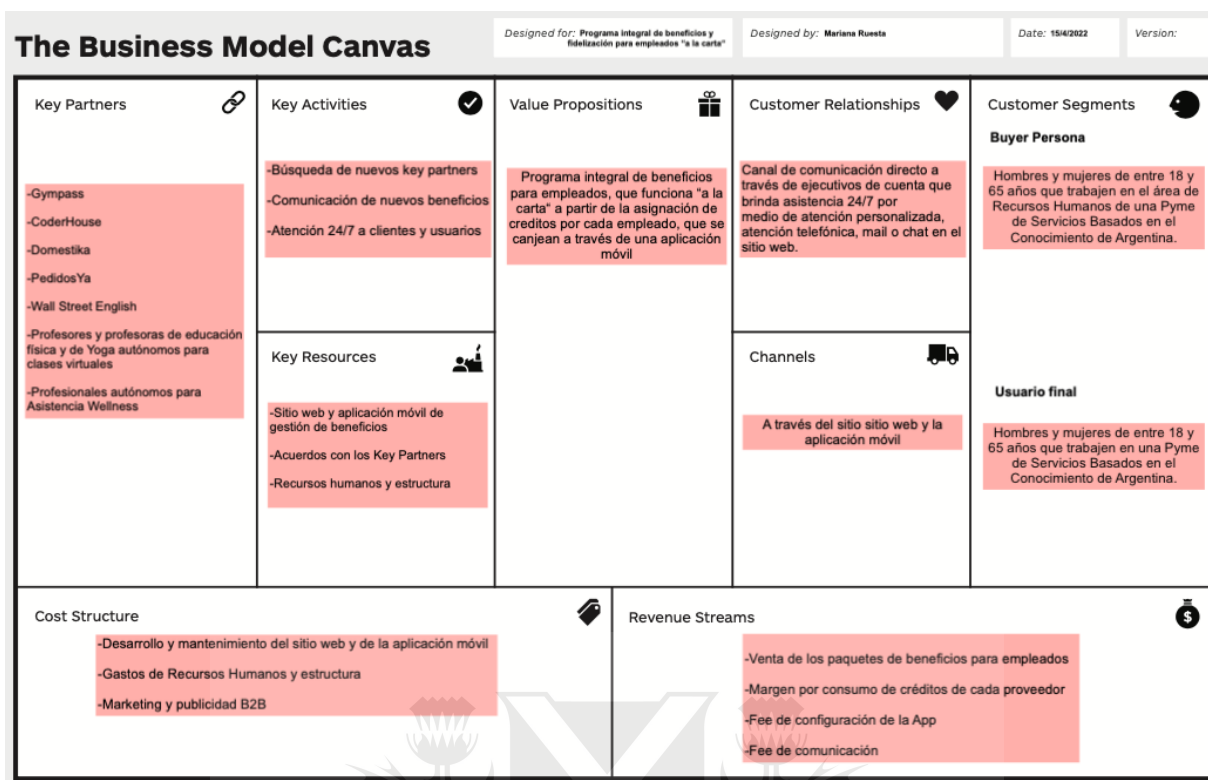 The Business Model Canvas
Designed for: Programa integral de beneficios y
fidelización para empleados "a la carta"
Designed by: Mariana Ruesta
Date: 15/4/2022
Version:
Key Partners
-Gympass
-CoderHouse
-Domestika
-PedidosYa
-Wall Street English
-Profesores y profesoras de educación
física y de Yoga autónomos para
clases virtuales
-Profesionales autónomos para
Asistencia Wellness
Key Activities
-Búsqueda de nuevos key partners
-Comunicación de nuevos beneficios
-Atención 24/7 a clientes y usuarios
Key Resources
-Sitio web y aplicación móvil de
gestión de beneficios
-Acuerdos con los Key Partners
-Recursos humanos y estructura
Value Propositions
Programa integral de beneficios
para empleados, que funciona "a la
carta" a partir de la asignación de
creditos por cada empleado, que se
canjean a través de una aplicación
móvil
Customer Relationships
Canal de comunicación directo a
través de ejecutivos de cuenta que
brinda asistencia 24/7 por
medio de atención personalizada,
atención telefónica, mail o chat en el
sitio web.
Channels
A través del sitio sitio web y la
aplicación móvil
Customer Segments
Buyer Persona
Hombres y mujeres de entre 18 y
65 años que trabajen en el área de
Recursos Humanos de una Pyme
de Servicios Basados en el
Conocimiento de Argentina.
Usuario final
Hombres y mujeres de entre 18 y
65 años que trabajen en una Pyme
de Servicios Basados en el
Conocimiento de Argentina.
Cost Structure
-Desarrollo y mantenimiento del sitio web y de la aplicación móvil
-Gastos de Recursos Humanos y estructura
-Marketing y publicidad B2B
Revenue Streams
-Venta de los paquetes de beneficios para empleados
-Margen por consumo de créditos de cada proveedor
-Fee de configuración de la App
-Fee de comunicación